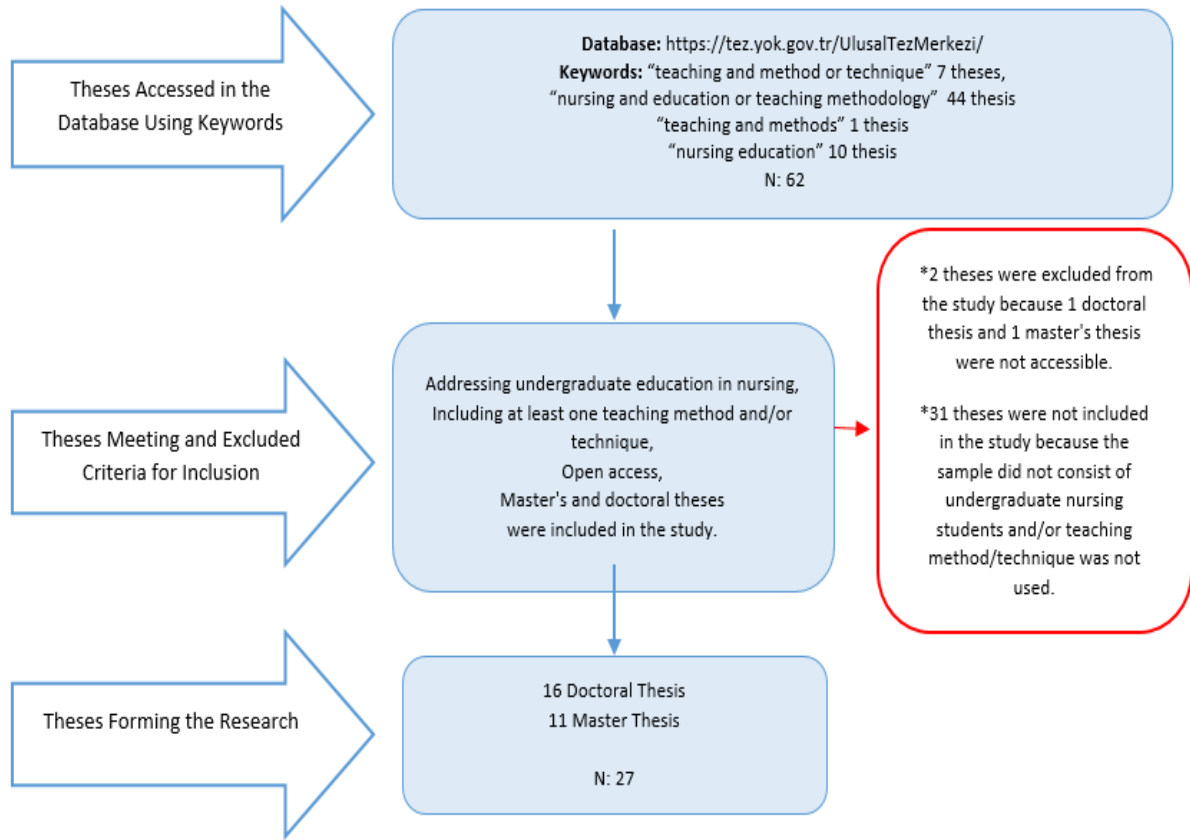 Theses Accessed in the
Database Using Keywords
Database: https://tez.yok.gov.tr/UlusalTezMerkezi/
Keywords: “teaching and method or technique” 7 theses,
“nursing and education or teaching methodology” 44 thesis
“teaching and methods” 1 thesis
“nursing education” 10 thesis
N: 62
Theses Meeting and Excluded
Criteria for Inclusion
Addressing undergraduate education in nursing,
Including at least one teaching method and/or
technique,
Open access,
Master's and doctoral theses
were included in the study.
*2 theses were excluded from
the study because 1 doctoral
thesis and 1 master's thesis
were not accessible.
*31 theses were not included
in the study because the
sample did not consist of
undergraduate nursing
students and/or teaching
method/technique was not
used.
Theses Forming the Research
16 Doctoral Thesis
11 Master Thesis
N: 27